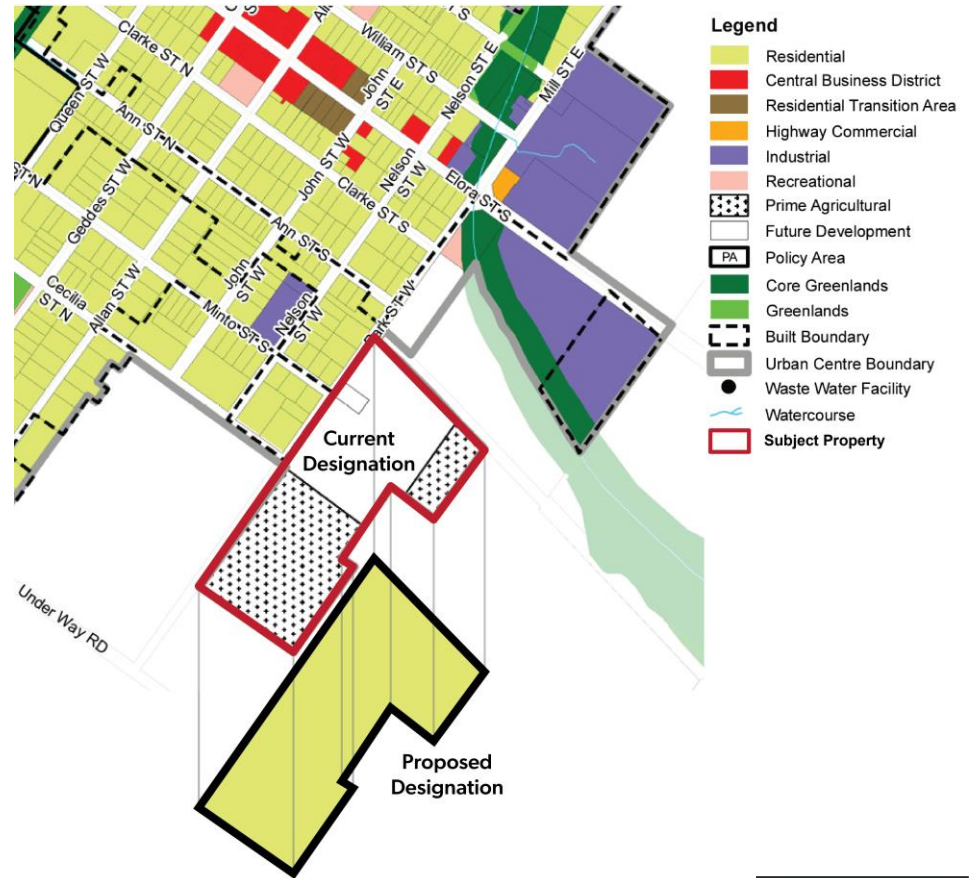 Clarke ST N
Queen ST W
Ann ST N
Geddes ST W
Cecilia
ST N
Allan ST W
Minto ST S
John
ST W
Nelson
ST W
Ann ST S
John ST W
Clarke ST S
Nelson
ST W
John
ST E
William ST S
Nelson ST E
Mill ST E
Elora ST S
Park ST W
Under Way RD
Current
Designation
Proposed
Designation
Legend
Residential
Central Business District
Residential Transition Area
Highway Commercial
Industrial
Recreational
Prime Agricultural
Future Development
PA Policy Area
Core Greenlands
Greenlands
Built Boundary
Urban Centre Boundary
Waste Water Facility
Watercourse
Subject Property